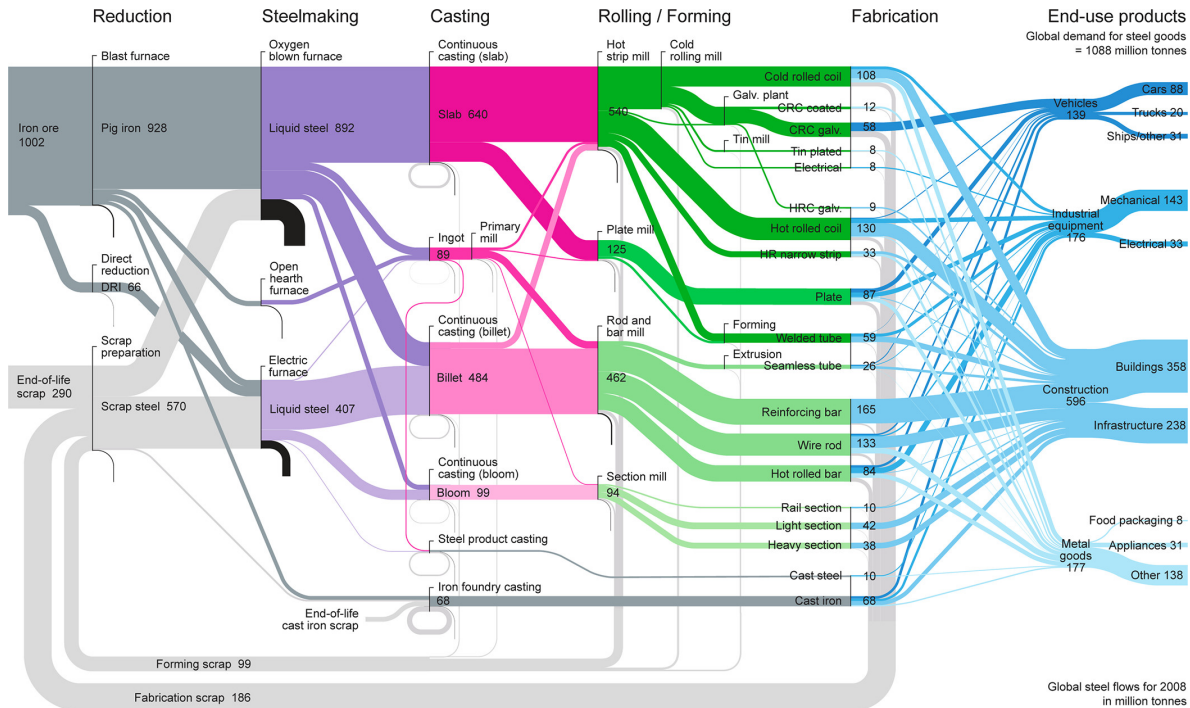 Reduction
Steelmaking
Casting
Rolling / Forming
Fabrication
End-use products
Global demand for steel goods
= 1088 million tonnes
Blast furnace
Oxygen
blown furnace
Continuous
casting (slab)
Hot
strip mill
Cold
rolling mill
Iron ore
1002
Pig iron 928
Liquid steel 892
Slab 640
540
Cold rolled coil 108
Galv. plant
CRC coated 12
CRC galv. 58
Tin mill
Tin plated 8
Electrical 8
HRC galv. 9
Hot rolled coil 130
HR narrow strip 33
Vehicles
139
Cars 88
Trucks 20
Ships/other 31
Mechanical 143
Industrial
equipment
176
Electrical 33
Direct
reduction
DRI 66
Open
hearth
furnace
Ingot
89
Primary
mill
Plate mill
125
Plate 87
Forming
Welded tube 59
Extrusion
Seamless tube 26
Scrap
preparation
End-of-life
scrap 290
Scrap steel 570
Electric
furnace
Liquid steel 407
Continuous
casting (billet)
Billet 484
Rod and
bar mill
462
Reinforcing bar 165
Wire rod 133
Hot rolled bar 84
Construction
596
Buildings 358
Infrastructure 238
Continuous
casting (bloom)
Bloom 99
Section mill
94
Rail section 10
Light section 42
Heavy section 38
Steel product casting
Cast steel 10
Iron foundry casting
68
Cast iron 68
End-of-life
cast iron scrap
Metal
goods
177
Food packaging 8
Appliances 31
Other 138
Forming scrap 99
Fabrication scrap 186
Global steel flows for 2008
in million tonnes